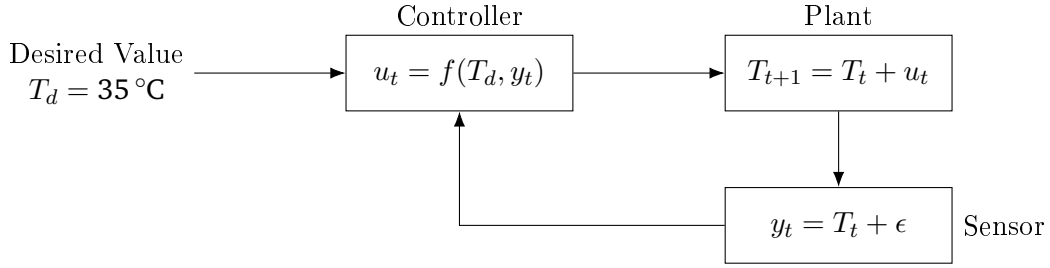 Controller
Plant
Desired Value
T_d = 35 °C
u_t = f(T_d, y_t)
T_{t+1} = T_t + u_t
y_t = T_t + ϵ
Sensor